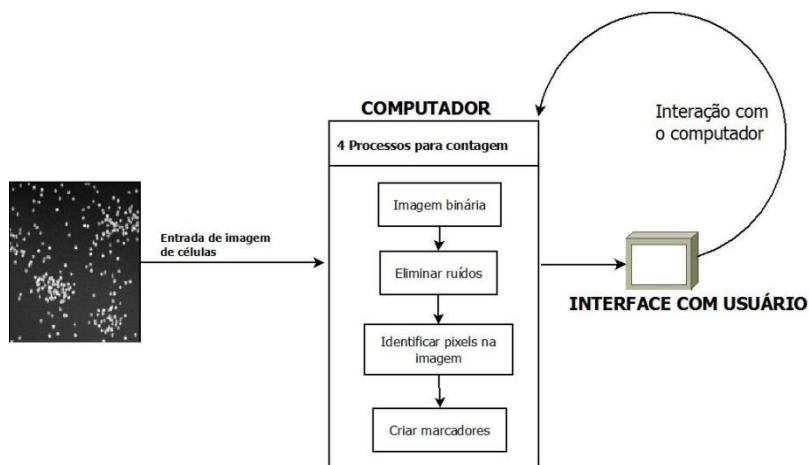 COMPUTADOR
4 Processos para contagem
Imagem binária
Eliminar ruídos
Identificar pixels na
imagem
Criar marcadores
Entrada de imagem
de células
Interação com
o computador
INTERFACE COM USUÁRIO